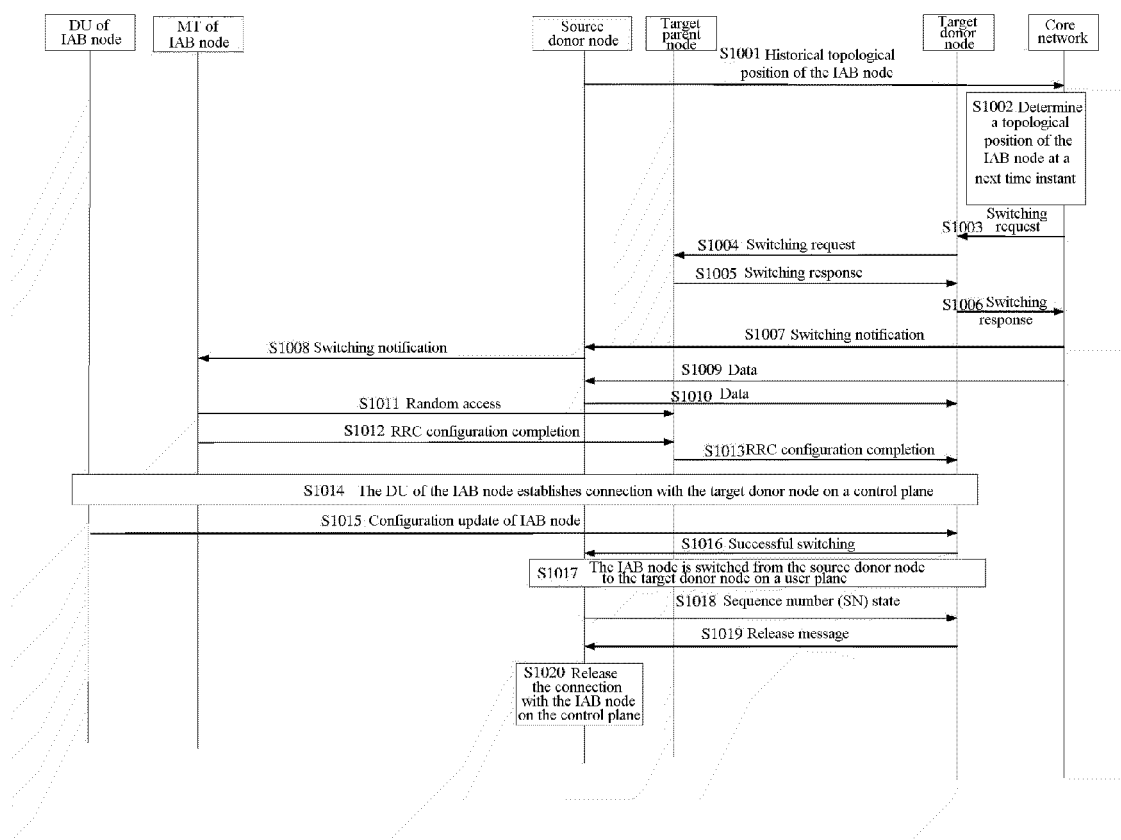 DU of
IAB node
MT of
IAB node
Source
donor node
Target
parent
node
Target
donor
node
Core
network
S1001 Historical topological
position of the IAB node
S1002 Determine
a topological
position of the
IAB node at a
next time instant
Switching
S1003 request
S1004 Switching request
S1005 Switching response
S1006 Switching
response
S1007 Switching notification
S1008 Switching notification
S1009 Data
S1010 Data
S1011 Random access
S1012 RRC configuration completion
S1013 RRC configuration completion
S1014 The DU of the IAB node establishes connection with the target donor node on a control plane
S1015 Configuration update of IAB node
S1016 Successful switching
S1017 The IAB node is switched from the source donor node
to the target donor node on a user plane
S1018 Sequence number (SN) state
S1019 Release message
S1020 Release
the connection
with the IAB node
on the control plane